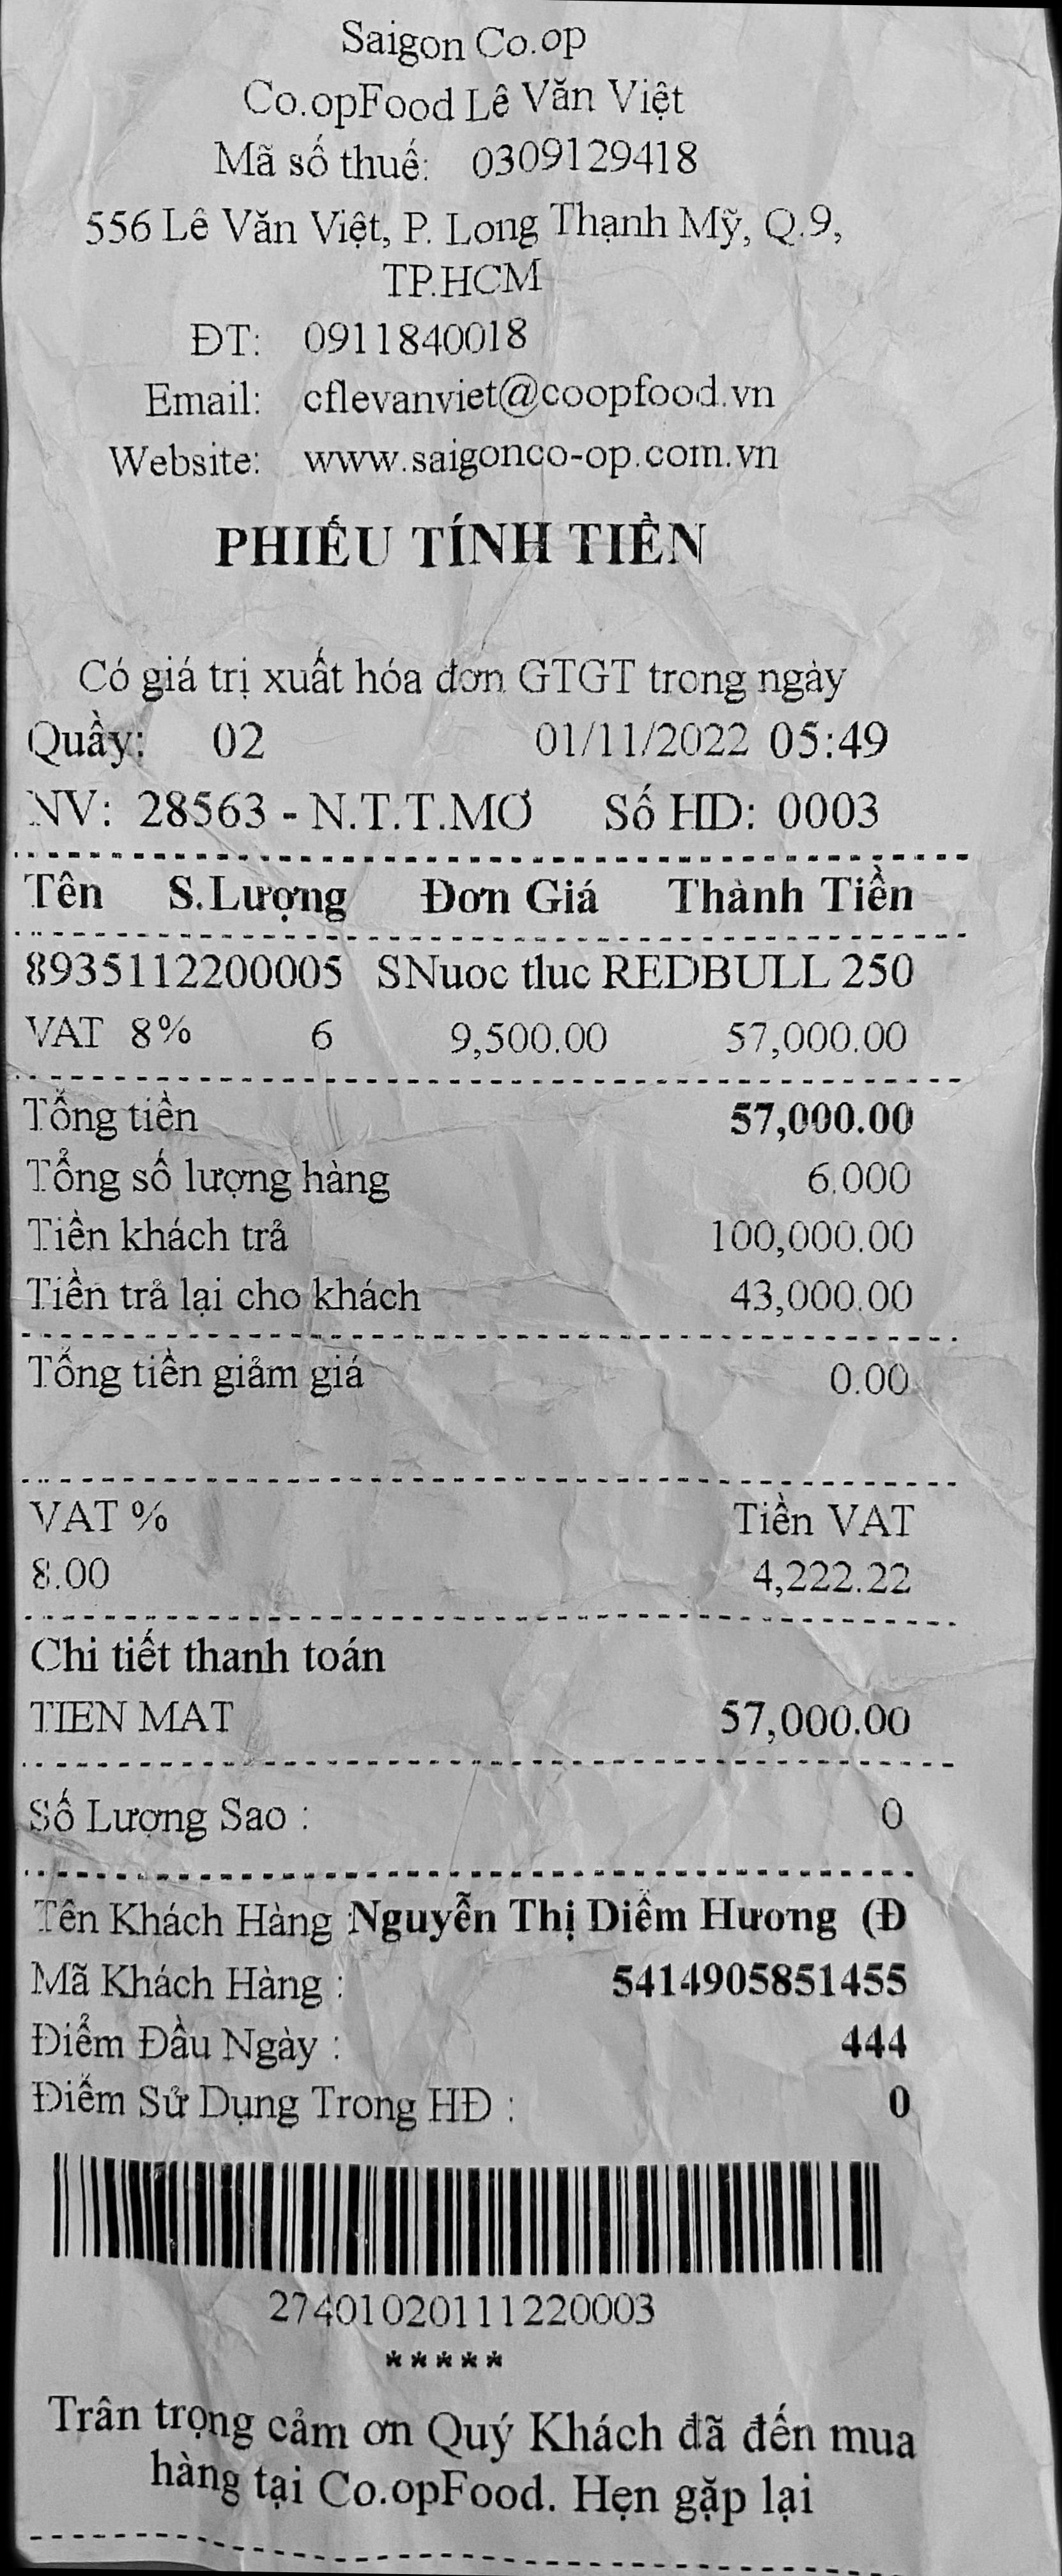 Saigon Co.op
Co.opFood Lê Văn Việt
Mã số thuế: 0309129418
556 Lê Văn Việt, P. Long Thạnh Mỹ, Q.9,
TP.HCM
ĐT: 0911840018
Email: cflevanviet@coopfood.vn
Website: www.saigonco-op.com.vn
PHIẾU TÍNH TIỀN
Có giá trị xuất hóa đơn GTGT trong ngày
Quầy: 02 01/11/2022 05:49
NV: 28563 - N.T.T.MƠ Số HD: 0003
Tên S.Lượng Đơn Giá Thành Tiền
8935112200005 SNuoc tluc REDBULL 250
VAT 8% 6 9,500.00 57,000.00
Tổng tiền 57,000.00
Tổng số lượng hàng 6.000
Tiền khách trả 100,000.00
Tiền trả lại cho khách 43,000.00
Tổng tiền giảm giá 0.00
VAT % Tiền VAT
8.00 4,222.22
Chi tiết thanh toán
TIEN MAT 57,000.00
Số Lượng Sao : 0
Tên Khách Hàng :Nguyễn Thị Diễm Hương (Đ
Mã Khách Hàng : 5414905851455
Điểm Đầu Ngày : 444
Điểm Sử Dụng Trong HĐ : 0
27401020111220003
*****
Trân trọng cảm ơn Quý Khách đã đến mua
hàng tại Co.opFood. Hẹn gặp lại